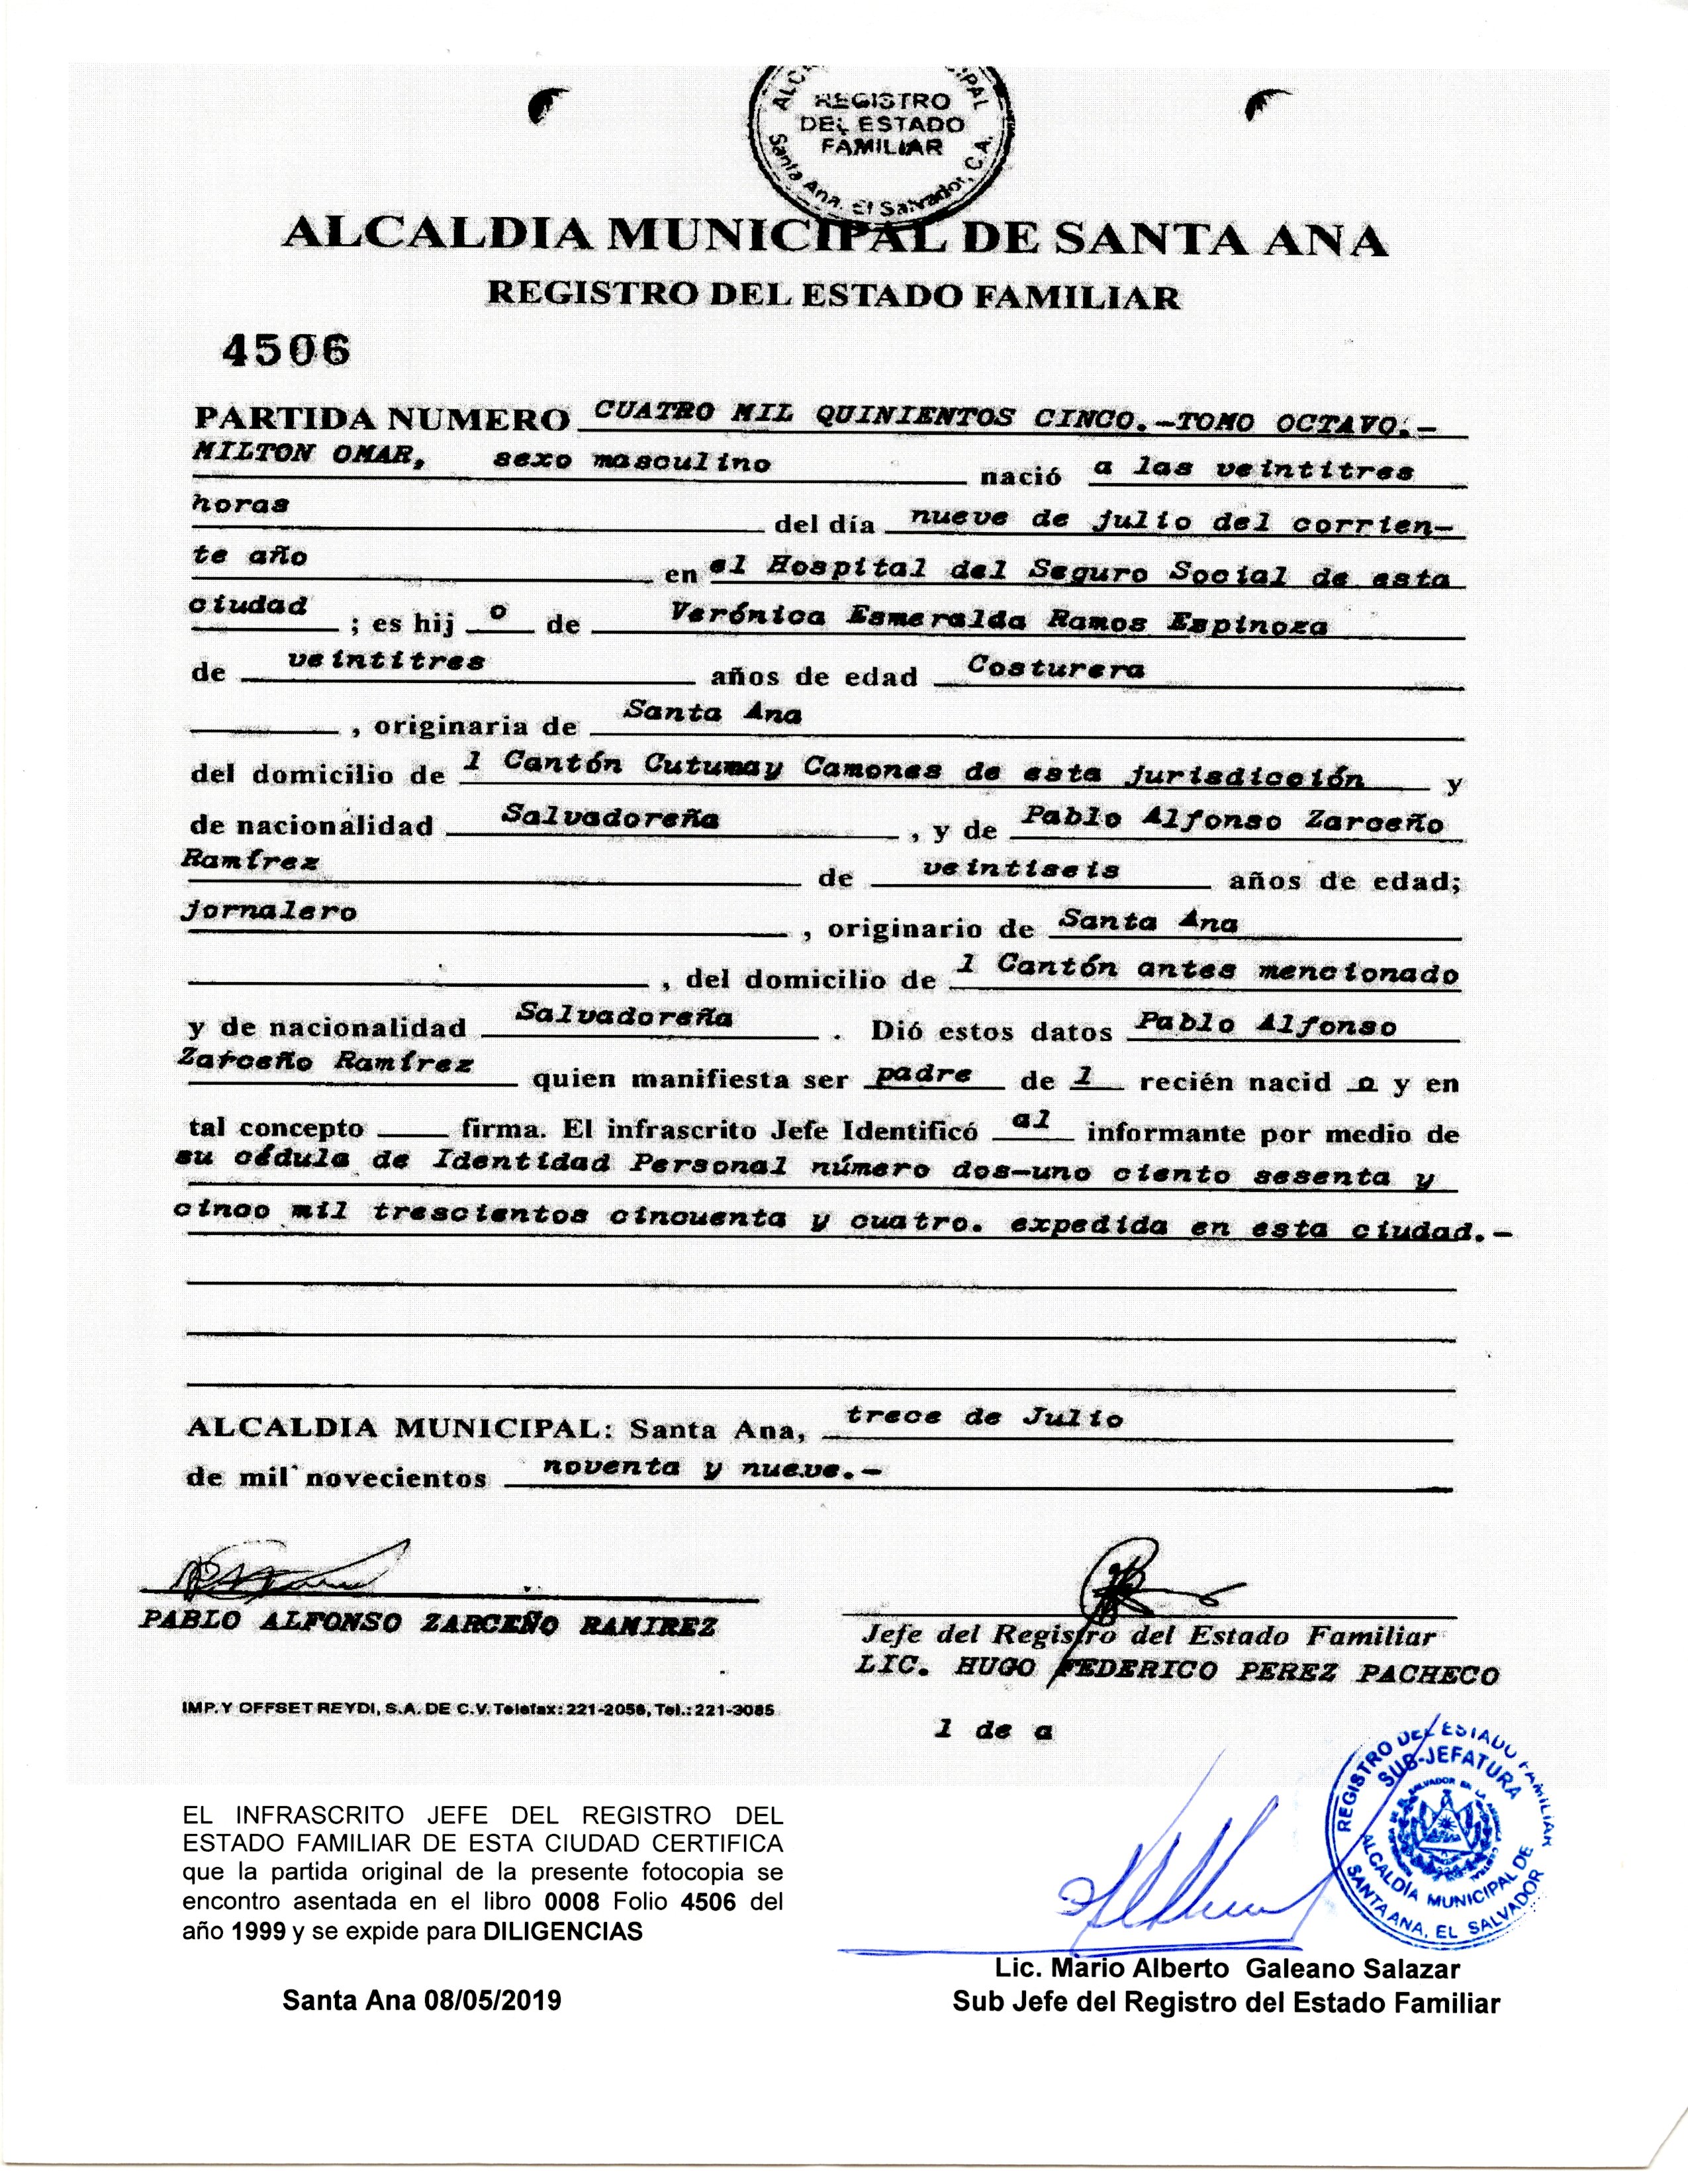 ALCALDIA MUNICIPAL
REGISTRO
DEL ESTADO
FAMILIAR
Santa Ana, El Salvador, C.A.
ALCALDIA MUNICIPAL DE SANTA ANA
REGISTRO DEL ESTADO FAMILIAR
4506
PARTIDA NUMERO CUATRO MIL QUINIENTOS CINCO.-TOMO OCTAVO.-
MILTON OMAR, sexo masculino nació a las veintitres
horas del día nueve de julio del corrien-
te año en el Hospital del Seguro Social de esta
ciudad ; es hij o de Verónica Esmeralda Ramos Espinoza
de veintitres años de edad Costurera
, originaria de Santa Ana
del domicilio de l Cantón Cutumay Camones de esta jurisdicción y
de nacionalidad Salvadoreña , y de Pablo Alfonso Zarceño
Ramírez de veintiseis años de edad;
jornalero , originario de Santa Ana
, del domicilio de l Cantón antes mencionado
y de nacionalidad Salvadoreña . Dió estos datos Pablo Alfonso
Zarceño Ramírez quien manifiesta ser padre de l recién nacid o y en
tal concepto firma. El infrascrito Jefe Identificó al informante por medio de
su cédula de Identidad Personal número dos-uno ciento sesenta y
cinco mil trescientos cincuenta y cuatro. expedida en esta ciudad.-
ALCALDIA MUNICIPAL: Santa Ana, trece de Julio
de mil novecientos noventa y nueve.-
PABLO ALFONSO ZARCEÑO RAMIREZ
Jefe del Registro del Estado Familiar
LIC. HUGO FEDERICO PEREZ PACHECO
IMP. Y OFFSET REYDI, S.A. DE C.V. Telefax: 221-2056, Tel.: 221-3085
l de a
REGISTRO DEL ESTADO FAMILIAR
SUB-JEFATURA
ALCALDÍA MUNICIPAL DE
SANTA ANA, EL SALVADOR
EL INFRASCRITO JEFE DEL REGISTRO DEL
ESTADO FAMILIAR DE ESTA CIUDAD CERTIFICA
que la partida original de la presente fotocopia se
encontro asentada en el libro 0008 Folio 4506 del
año 1999 y se expide para DILIGENCIAS
Lic. Mario Alberto Galeano Salazar
Sub Jefe del Registro del Estado Familiar
Santa Ana 08/05/2019